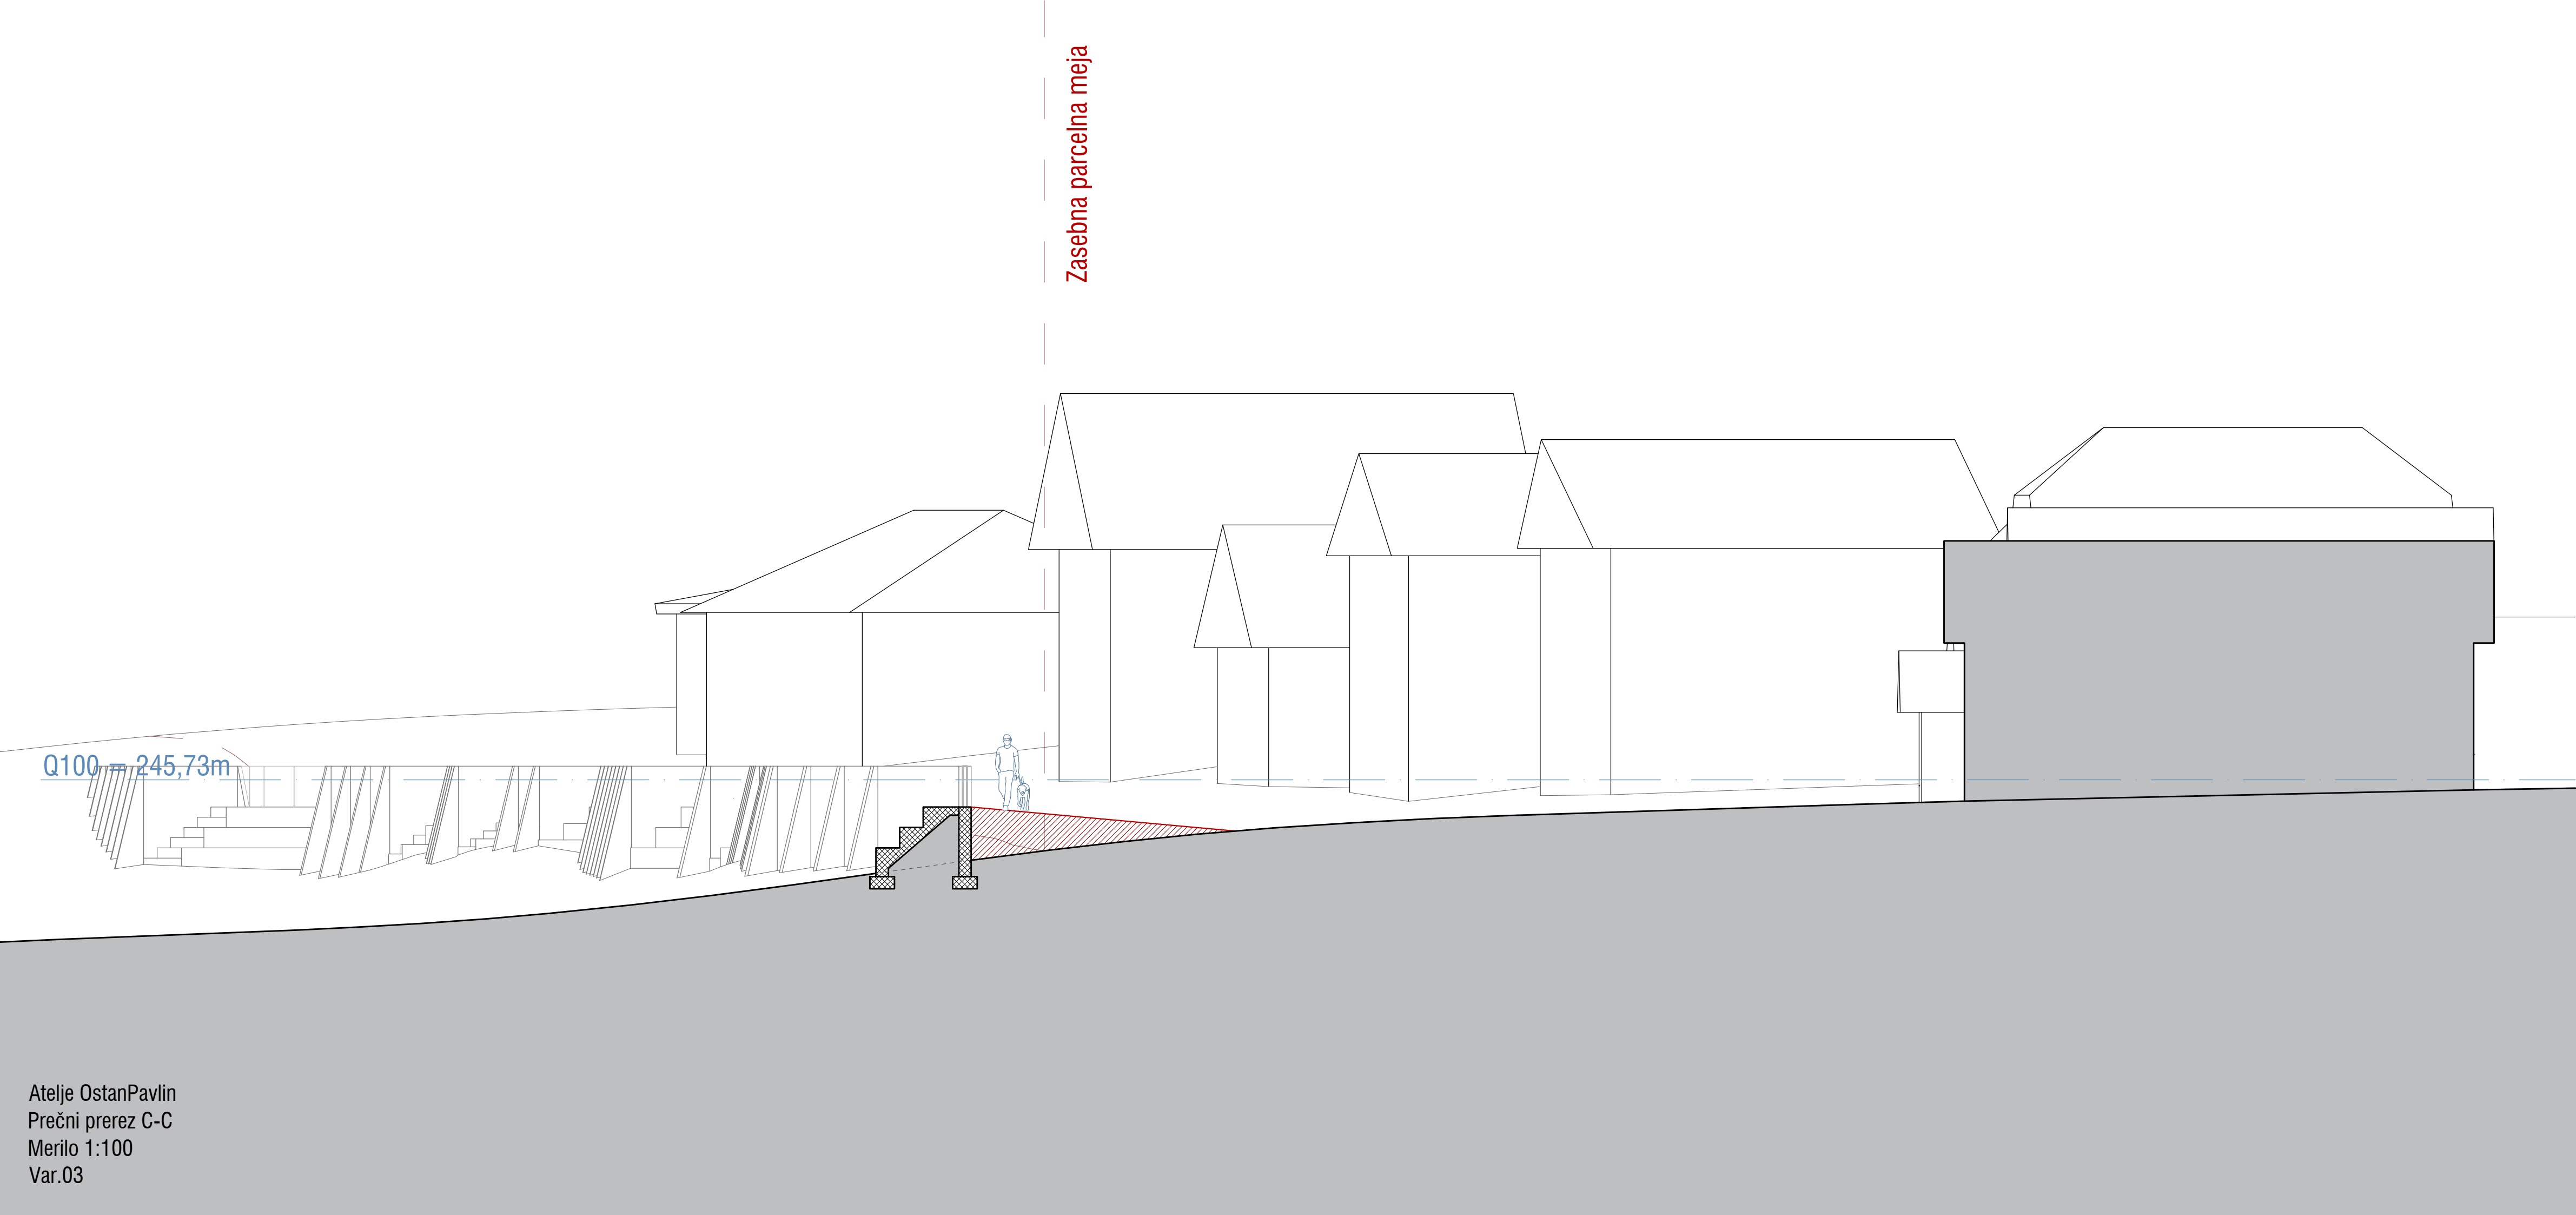 Zasebna parcelna meja
Q100 = 245,73m
Atelje OstanPavlin
Prečni prerez C-C
Merilo 1:100
Var.03